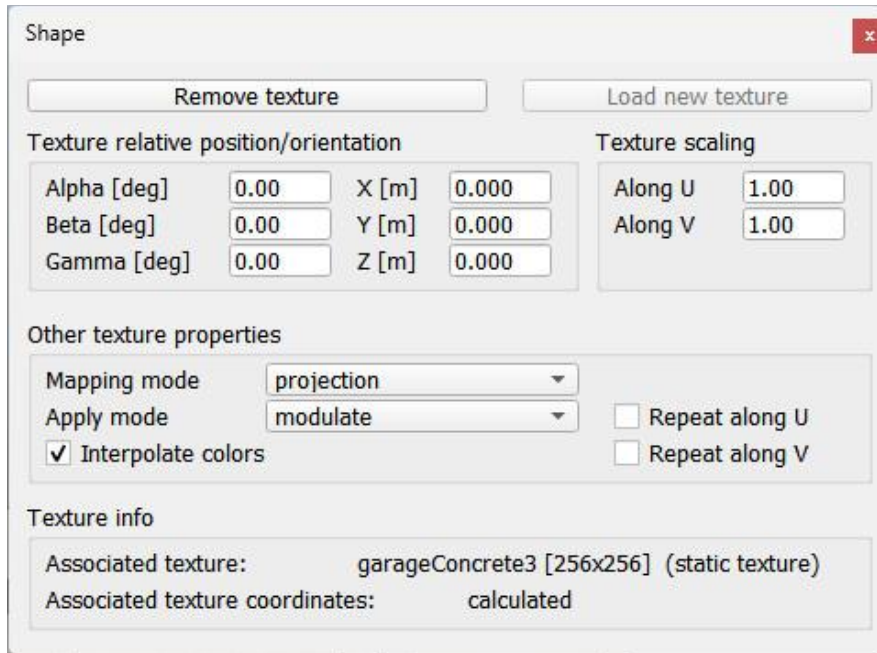 Shape
x
Remove texture Load new texture
Texture relative position/orientation Texture scaling
Alpha [deg] 0.00 X [m] 0.000 Along U 1.00
Beta [deg] 0.00 Y [m] 0.000 Along V 1.00
Gamma [deg] 0.00 Z [m] 0.000
Other texture properties
Mapping mode projection
Apply mode modulate Repeat along U
Interpolate colors Repeat along V
Texture info
Associated texture: garageConcrete3 [256x256] (static texture)
Associated texture coordinates: calculated